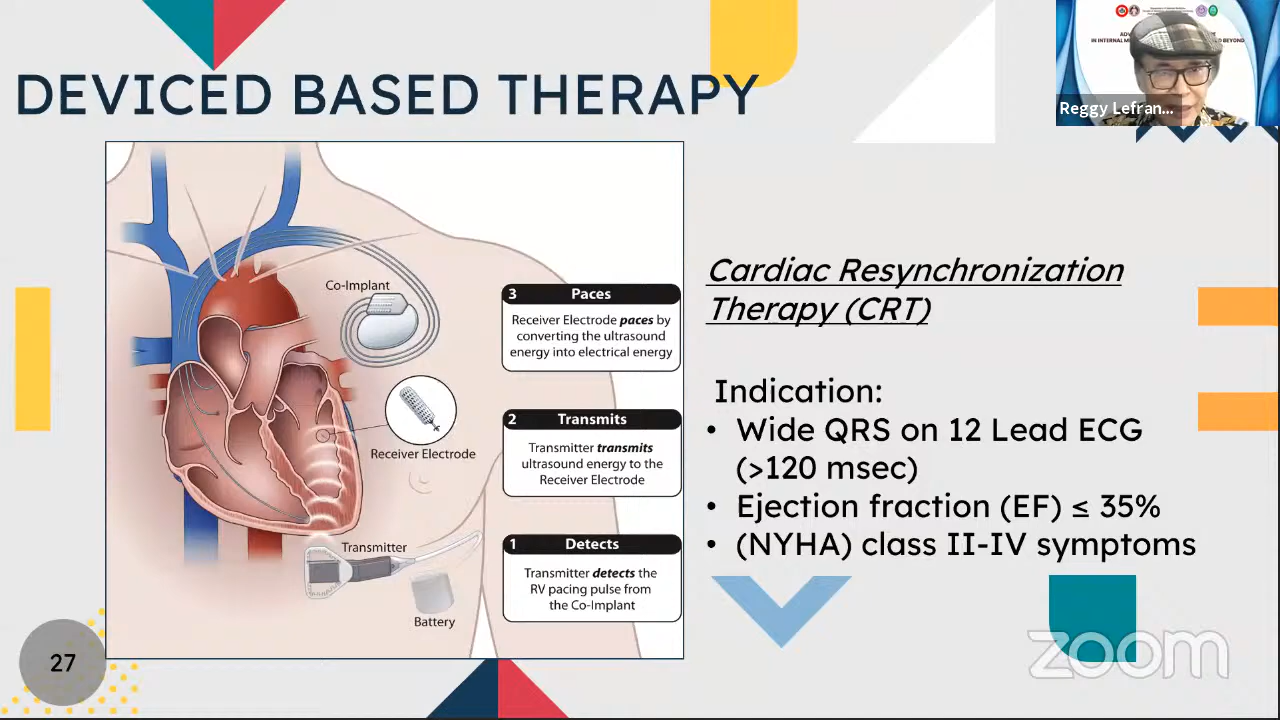 DEVICED BASED THERAPY
Reggy Lefran...
Co-Implant
Receiver Electrode
Transmitter
Battery
3 Paces
Receiver Electrode paces by
converting the ultrasound
energy into electrical energy
2 Transmits
Transmitter transmits
ultrasound energy to the
Receiver Electrode
1 Detects
Transmitter detects the
RV pacing pulse from
the Co-Implant
Cardiac Resynchronization
Therapy (CRT)
Indication:
• Wide QRS on 12 Lead ECG
(>120 msec)
• Ejection fraction (EF) ≤ 35%
• (NYHA) class II-IV symptoms
27
zoom